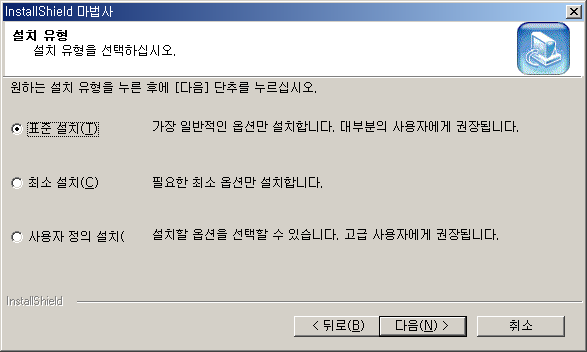 InstallShield 마법사
설치 유형
설치 유형을 선택하십시오.
원하는 설치 유형을 누른 후에 [다음] 단추를 누르십시오.
표준 설치(T) 가장 일반적인 옵션만 설치합니다. 대부분의 사용자에게 권장됩니다.
최소 설치(C) 필요한 최소 옵션만 설치합니다.
사용자 정의 설치( 설치할 옵션을 선택할 수 있습니다. 고급 사용자에게 권장됩니다.
InstallShield
< 뒤로(B) 다음(N) > 취소